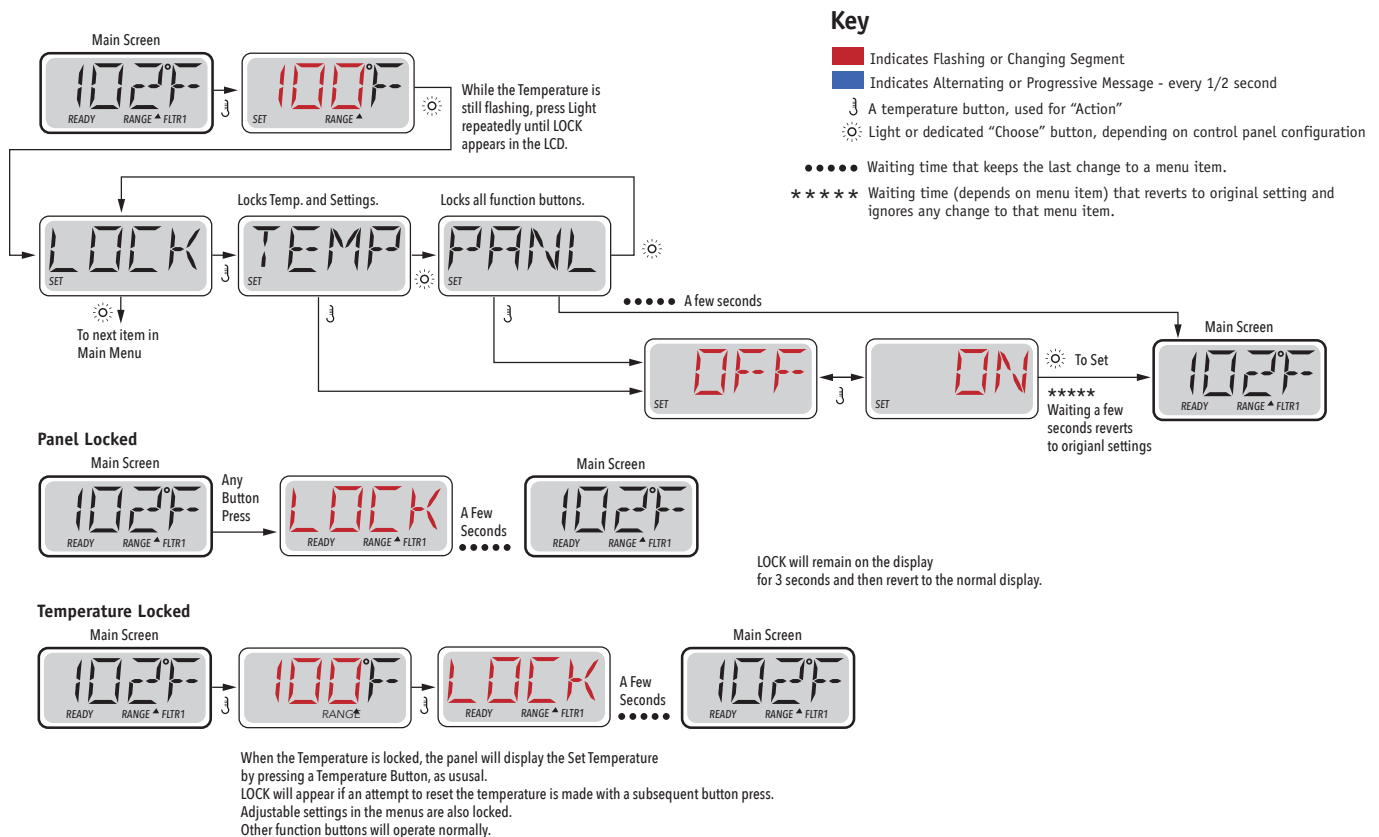 Key
Indicates Flashing or Changing Segment
Indicates Alternating or Progressive Message - every 1/2 second
A temperature button, used for “Action”
Light or dedicated “Choose” button, depending on control panel configuration
••••• Waiting time that keeps the last change to a menu item.
***** Waiting time (depends on menu item) that reverts to original setting and
ignores any change to that menu item.
Main Screen
102°F
READY RANGE FLTR1
100°F
SET RANGE
While the Temperature is
still flashing, press Light
repeatedly until LOCK
appears in the LCD.
LOCK
SET
To next item in
Main Menu
Locks Temp. and Settings.
TEMP
SET
Locks all function buttons.
PANL
SET
••••• A few seconds
OFF
SET
ON
SET
To Set
*****
Waiting a few
seconds reverts
to origianl settings
Main Screen
102°F
READY RANGE FLTR1
Panel Locked
Main Screen
102°F
READY RANGE FLTR1
Any
Button
Press
LOCK
READY RANGE FLTR1
A Few
Seconds
•••••
Main Screen
102°F
READY RANGE FLTR1
LOCK will remain on the display
for 3 seconds and then revert to the normal display.
Temperature Locked
Main Screen
102°F
READY RANGE FLTR1
100°F
RANGE
LOCK
READY RANGE FLTR1
A Few
Seconds
•••••
Main Screen
102°F
READY RANGE FLTR1
When the Temperature is locked, the panel will display the Set Temperature
by pressing a Temperature Button, as ususal.
LOCK will appear if an attempt to reset the temperature is made with a subsequent button press.
Adjustable settings in the menus are also locked.
Other function buttons will operate normally.